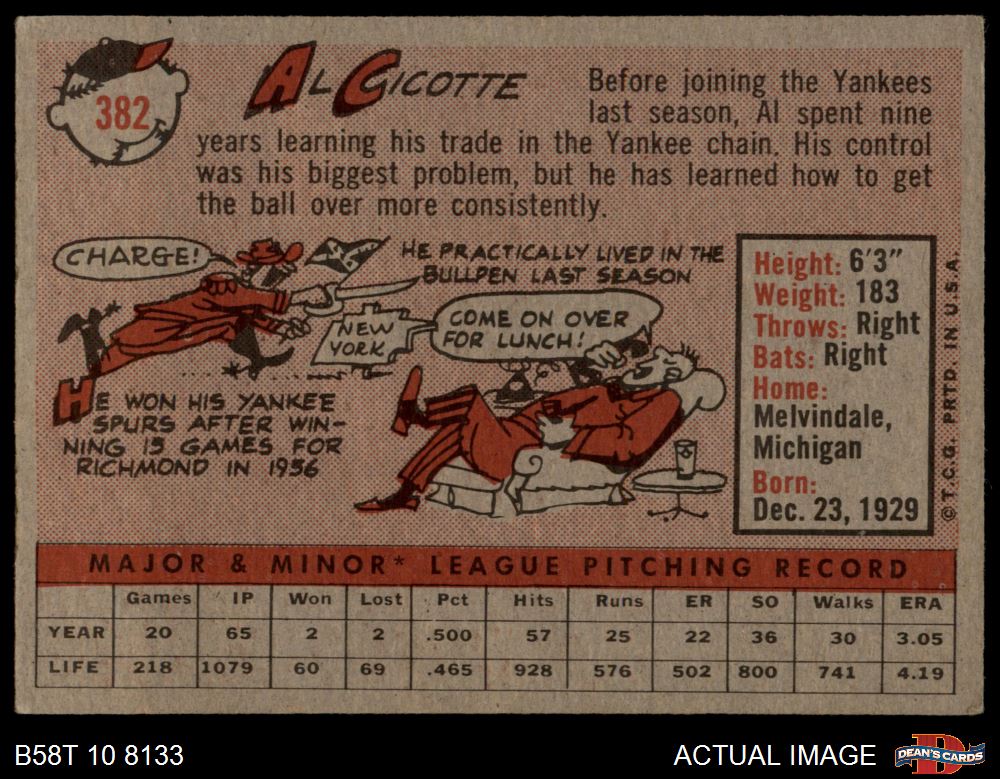 382
AL CICOTTE
Before joining the Yankees
last season, Al spent nine
years learning his trade in the Yankee chain. His control
was his biggest problem, but he has learned how to get
the ball over more consistently.
CHARGE!
NEW
YORK
HE WON HIS YANKEE
SPURS AFTER WIN-
NING 15 GAMES FOR
RICHMOND IN 1956
HE PRACTICALLY LIVED IN THE
BULLPEN LAST SEASON
COME ON OVER
FOR LUNCH!
Height: 6'3"
Weight: 183
Throws: Right
Bats: Right
Home:
Melvindale,
Michigan
Born:
Dec. 23, 1929
©T.C.G. PRTD. IN U.S.A.
MAJOR & MINOR* LEAGUE PITCHING RECORD
Games IP Won Lost Pct Hits Runs ER SO Walks ERA
YEAR 20 65 2 2 .500 57 25 22 36 30 3.05
LIFE 218 1079 60 69 .465 928 576 502 800 741 4.19
B58T 10 8133
ACTUAL IMAGE
DEAN'S CARDS